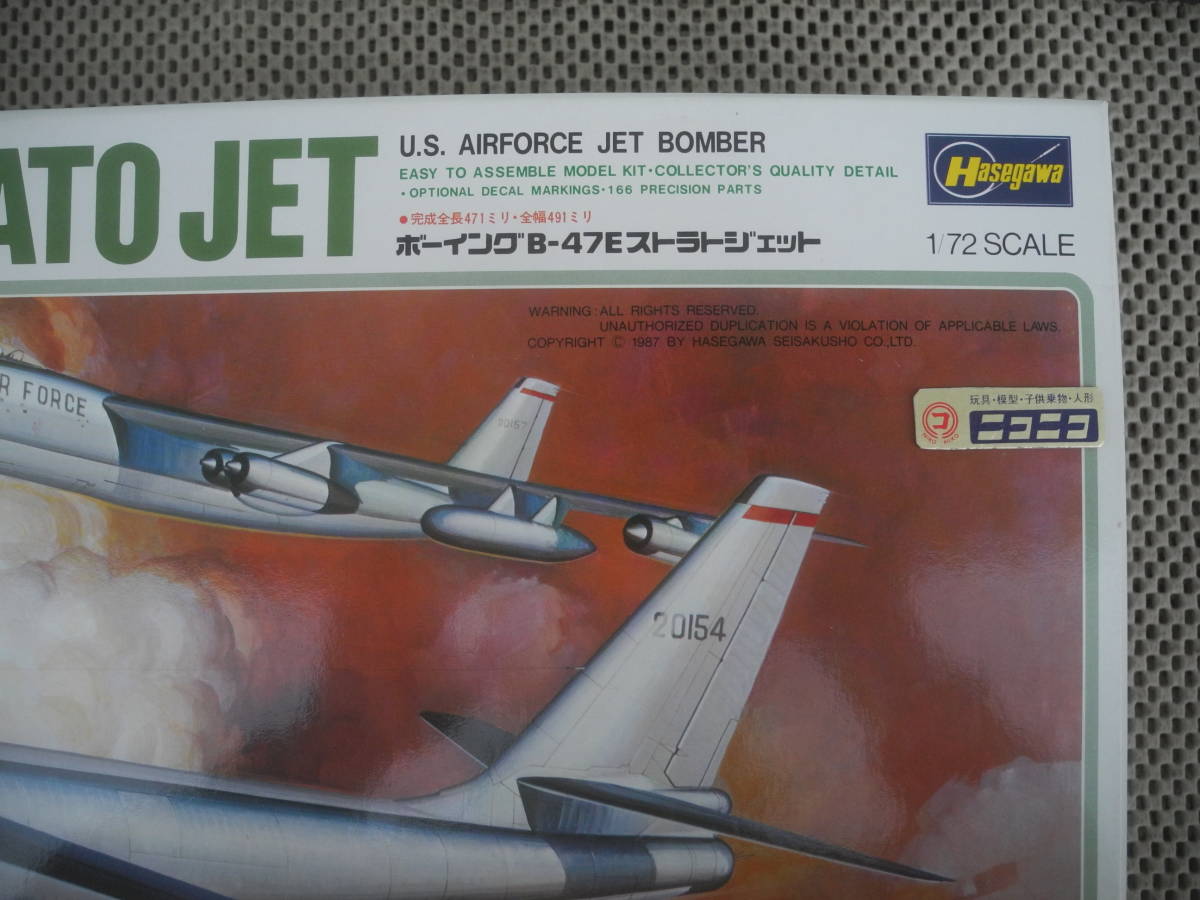 ATO JET
U.S. AIRFORCE JET BOMBER
EASY TO ASSEMBLE MODEL KIT・COLLECTOR'S QUALITY DETAIL
・OPTIONAL DECAL MARKINGS・166 PRECISION PARTS
●完成全長471ミリ・全幅491ミリ
ボーイングB-47Eストラトジェット
Hasegawa
1/72 SCALE
WARNING: ALL RIGHTS RESERVED.
UNAUTHORIZED DUPLICATION IS A VIOLATION OF APPLICABLE LAWS.
COPYRIGHT © 1987 BY HASEGAWA SEISAKUSHO CO.,LTD.
玩具・模型・子供乗物・人形
コ ニコニコ
R FORCE
20157
20154